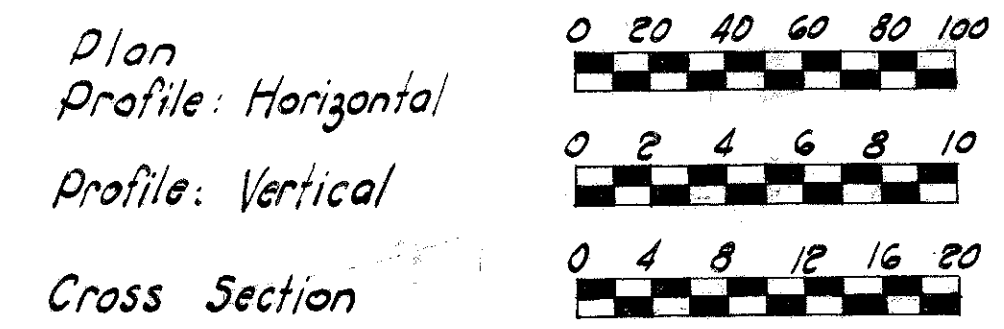 Plan
Profile: Horizontal
0 20 40 60 80 100
Profile: Vertical
0 2 4 6 8 10
Cross Section
0 4 8 12 16 20